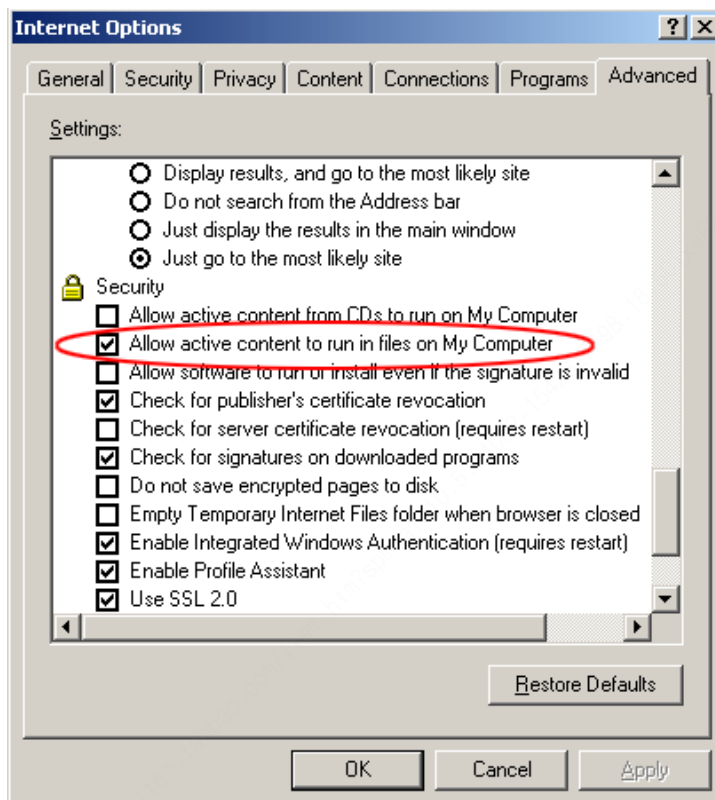 Internet Options
General Security Privacy Content Connections Programs Advanced
Settings:
Display results, and go to the most likely site
Do not search from the Address bar
Just display the results in the main window
Just go to the most likely site
Security
Allow active content from CDs to run on My Computer
Allow active content to run in files on My Computer
Allow software to run or install even if the signature is invalid
Check for publisher's certificate revocation
Check for server certificate revocation (requires restart)
Check for signatures on downloaded programs
Do not save encrypted pages to disk
Empty Temporary Internet Files folder when browser is closed
Enable Integrated Windows Authentication (requires restart)
Enable Profile Assistant
Use SSL 2.0
Restore Defaults
OK Cancel Apply